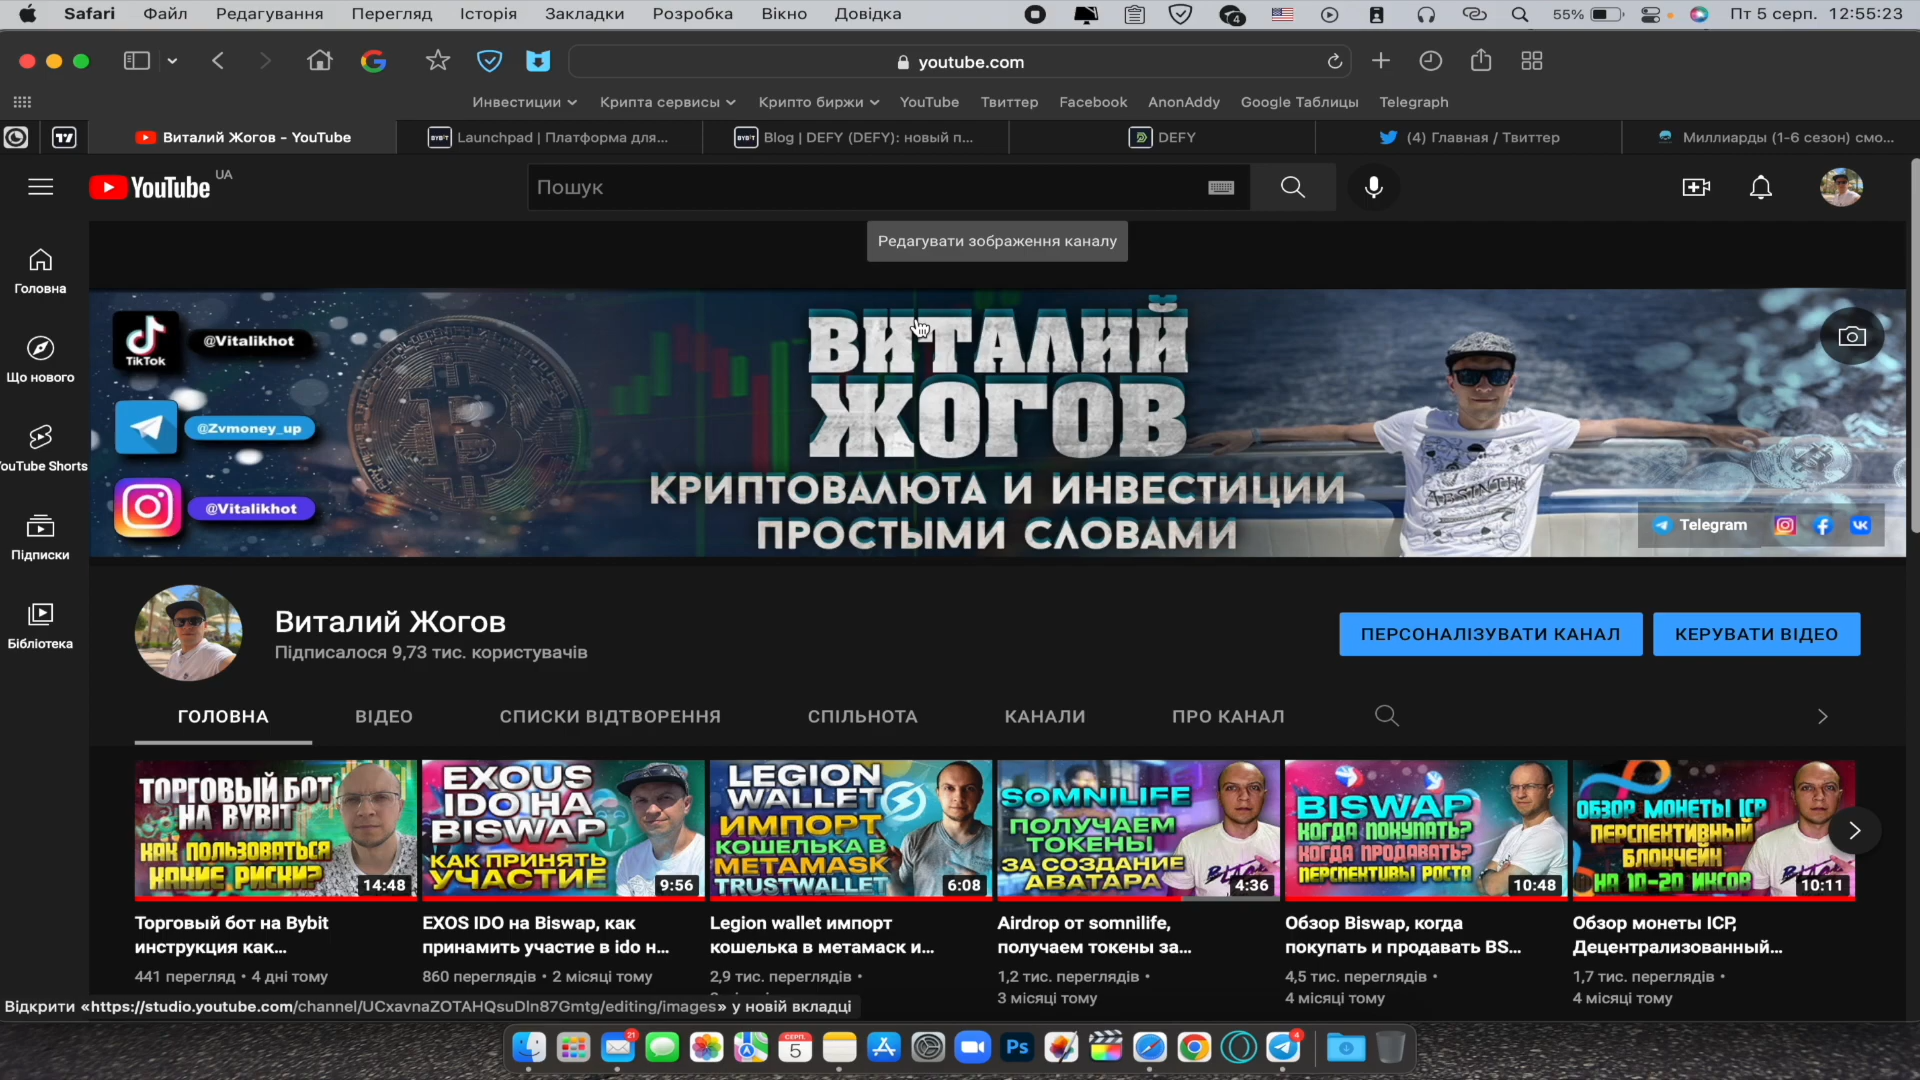 Safari Файл Редагування Перегляд Історія Закладки Розробка Вікно Довідка 4 55% Пт 5 серп. 12:55:23
youtube.com
Инвестиции Крипта сервисы Крипто биржи YouTube Твиттер Facebook AnonAddy Google Таблицы Telegraph
Виталий Жогов - YouTube Launchpad | Платформа для... Blog | DEFY (DEFY): новый п... DEFY (4) Главная / Твиттер Миллиарды (1-6 сезон) смо...
YouTube UA Пошук
Редагувати зображення каналу
Головна
Що нового
YouTube Shorts
Підписки
Бібліотека
TikTok @Vitalikhot
@Zvmoney_up
@Vitalikhot
ВИТАЛИЙ
ЖОГОВ
КРИПТОВАЛЮТА И ИНВЕСТИЦИИ
ПРОСТЫМИ СЛОВАМИ
ABSINTHE
Telegram
Виталий Жогов
Підписалося 9,73 тис. користувачів
ПЕРСОНАЛІЗУВАТИ КАНАЛ КЕРУВАТИ ВІДЕО
ГОЛОВНА ВІДЕО СПИСКИ ВІДТВОРЕННЯ СПІЛЬНОТА КАНАЛИ ПРО КАНАЛ
ТОРГОВЫЙ БОТ
НА BYBIT
КАК ПОЛЬЗОВАТЬСЯ
КАКИЕ РИСКИ?
14:48
Торговый бот на Bybit
инструкция как...
441 перегляд • 4 дні тому
EXOUS
IDO НА
BISWAP
КАК ПРИНЯТЬ
УЧАСТИЕ
9:56
EXOS IDO на Biswap, как
принамить участие в ido н...
860 переглядів • 2 місяці тому
LEGION
WALLET
ИМПОРТ
КОШЕЛЬКА В
METAMASK
TRUSTWALLET
6:08
Legion wallet импорт
кошелька в метамаск и...
2,9 тис. переглядів •
SOMNILIFE
ПОЛУЧАЕМ
ТОКЕНЫ
ЗА СОЗДАНИЕ
АВАТАРА
4:36
Airdrop от somnilife,
получаем токены за...
1,2 тис. переглядів •
3 місяці тому
BISWAP
КОГДА ПОКУПАТЬ?
КОГДА ПРОДАВАТЬ?
ПЕРСПЕКТИВЫ РОСТА
10:48
Обзор Biswap, когда
покупать и продавать BS...
4,5 тис. переглядів •
4 місяці тому
ОБЗОР МОНЕТЫ ICP
ПЕРСПЕКТИВНЫЙ
БЛОКЧЕЙН
НА 10-20 ИКСОВ
10:11
Обзор монеты ICP,
Децентрализованный...
1,7 тис. переглядів •
4 місяці тому
Відкрити «https://studio.youtube.com/channel/UCxavnaZOTAHQsuDln87Gmtg/editing/images» у новій вкладці
21 СЕРП. 5 Ps 4